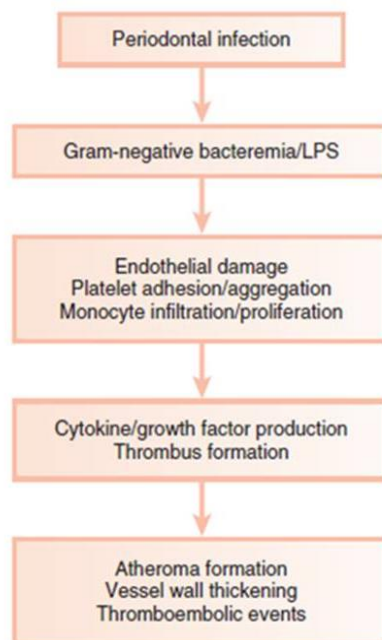 Periodontal infection
Gram-negative bacteremia/LPS
Endothelial damage
Platelet adhesion/aggregation
Monocyte infiltration/proliferation
Cytokine/growth factor production
Thrombus formation
Atheroma formation
Vessel wall thickening
Thromboembolic events